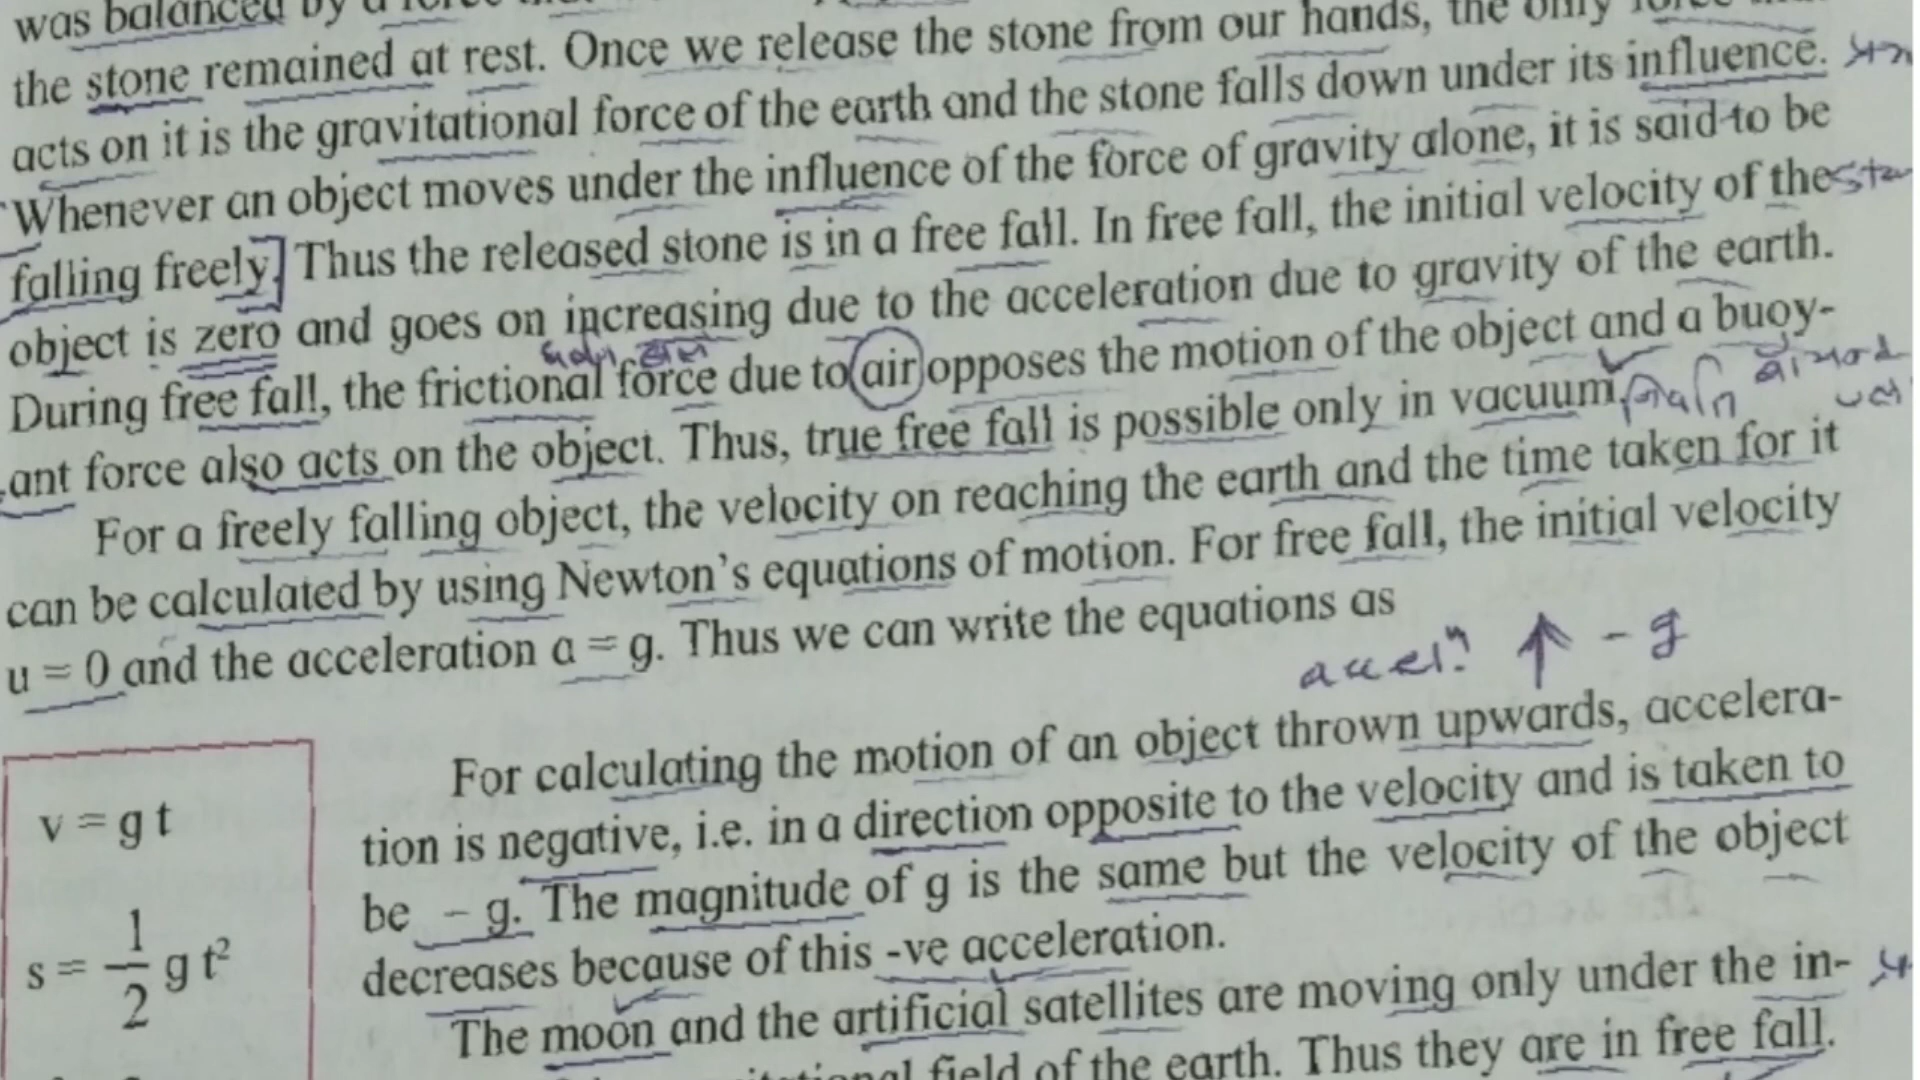 was balanced by a
the stone remained at rest. Once we release the stone from our hands, the only
acts on it is the gravitational force of the earth and the stone falls down under its influence.
Whenever an object moves under the influence of the force of gravity alone, it is said to be
falling freely.] Thus the released stone is in a free fall. In free fall, the initial velocity of the
object is zero and goes on increasing due to the acceleration due to gravity of the earth.
During free fall, the frictional force due to air opposes the motion of the object and a buoy-
ant force also acts on the object. Thus, true free fall is possible only in vacuum.
For a freely falling object, the velocity on reaching the earth and the time taken for it
can be calculated by using Newton's equations of motion. For free fall, the initial velocity
u = 0 and the acceleration a = g. Thus we can write the equations as
accelⁿ. ↑ - g
For calculating the motion of an object thrown upwards, accelera-
tion is negative, i.e. in a direction opposite to the velocity and is taken to
be - g. The magnitude of g is the same but the velocity of the object
decreases because of this -ve acceleration.
The moon and the artificial satellites are moving only under the in-
field of the earth. Thus they are in free fall.
v = g t
s = 1/2 g t²